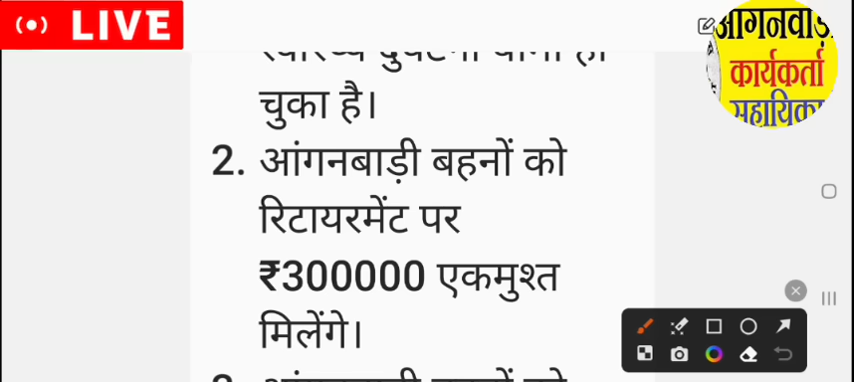 LIVE
चुका है।
2. आंगनबाड़ी बहनों को
रिटायरमेंट पर
₹300000 एकमुश्त
मिलेंगे।
कार्यकर्ता